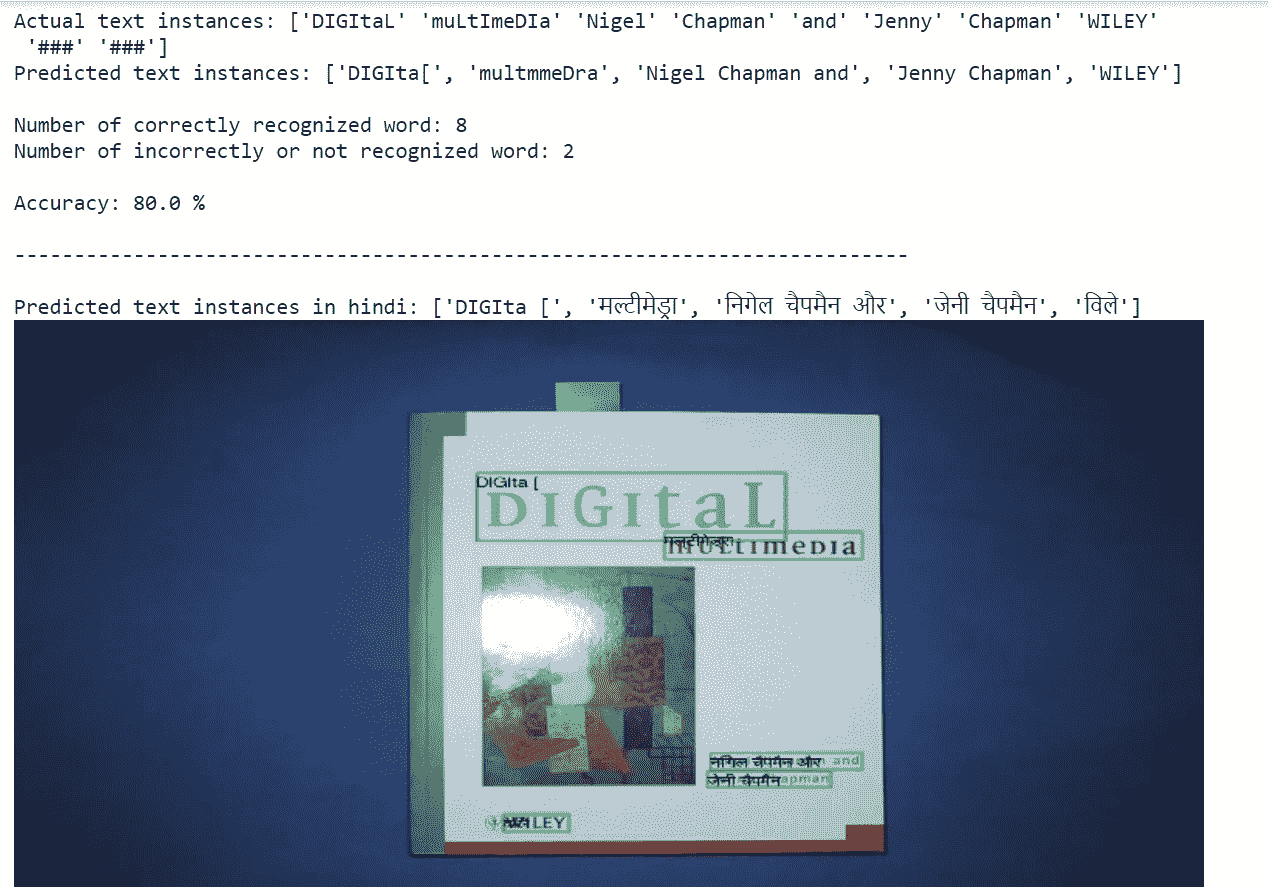 Actual text instances: ['DIGItaL' 'muLtImeDIa' 'Nigel' 'Chapman' 'and' 'Jenny' 'Chapman' 'WILEY'
'###' '###']
Predicted text instances: ['DIGIta[', 'multmmeDra', 'Nigel Chapman and', 'Jenny Chapman', 'WILEY']
Number of correctly recognized word: 8
Number of incorrectly or not recognized word: 2
Accuracy: 80.0 %
--------------------------------------------------------------------------
Predicted text instances in hindi: ['DIGIta [', 'मल्टीमेड्रा', 'निगेल चैपमैन और', 'जेनी चैपमैन', 'विले']
DIGIta [
DIGItaL
muLtImeDIa
चैपमैन और and
जेनी चैपमैन
WILEY